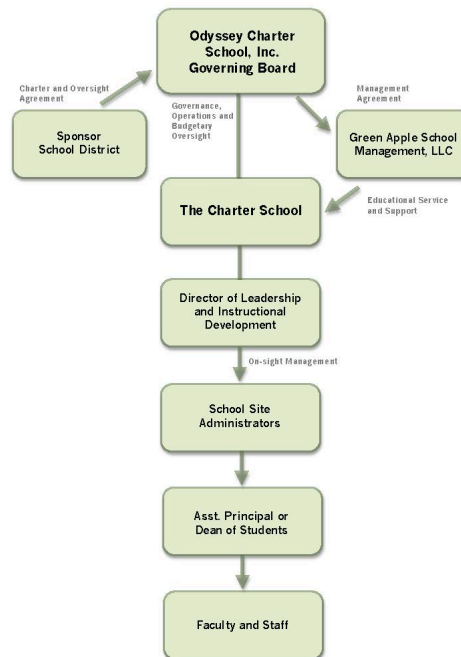 Odyssey Charter
School, Inc.
Governing Board
Charter and Oversight
Agreement
Governance,
Operations and
Budgetary
Oversight
Management
Agreement
Sponsor
School District
Green Apple School
Management, LLC
The Charter School
Educational Service
and Support
Director of Leadership
and Instructional
Development
On-sight Management
School Site
Administrators
Asst. Principal or
Dean of Students
Faculty and Staff